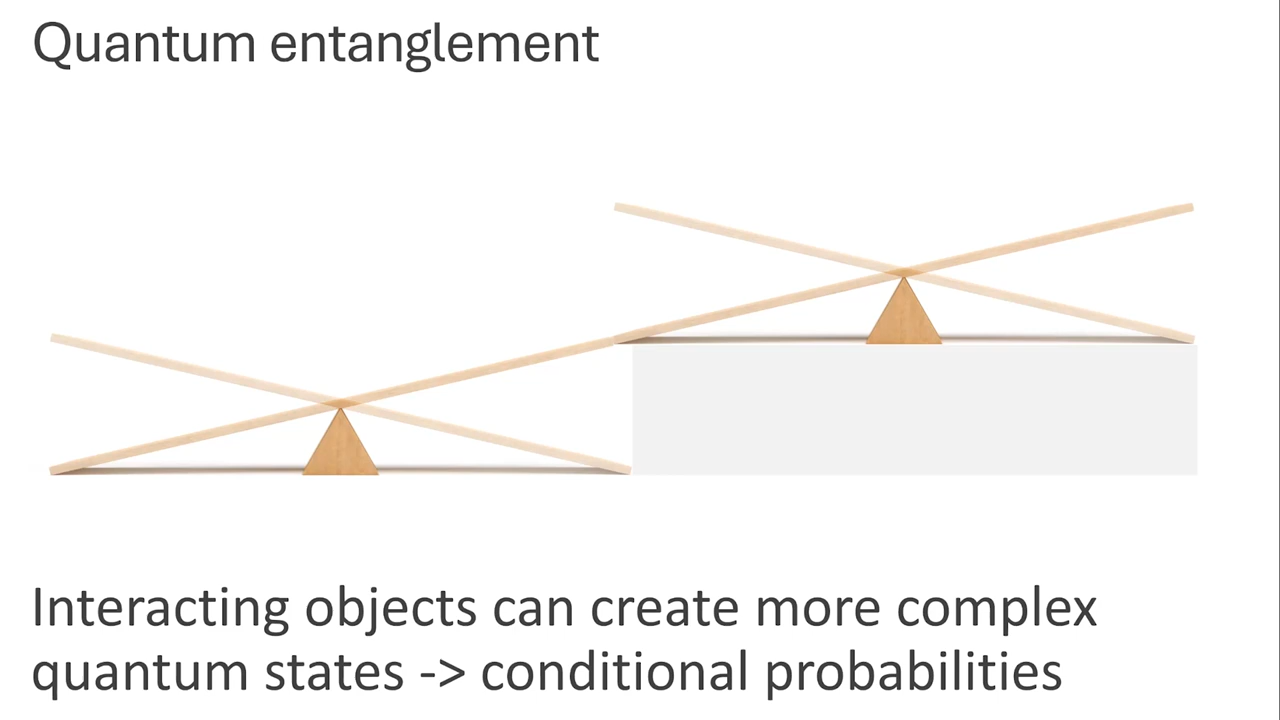 Quantum entanglement
Interacting objects can create more complex
quantum states -> conditional probabilities